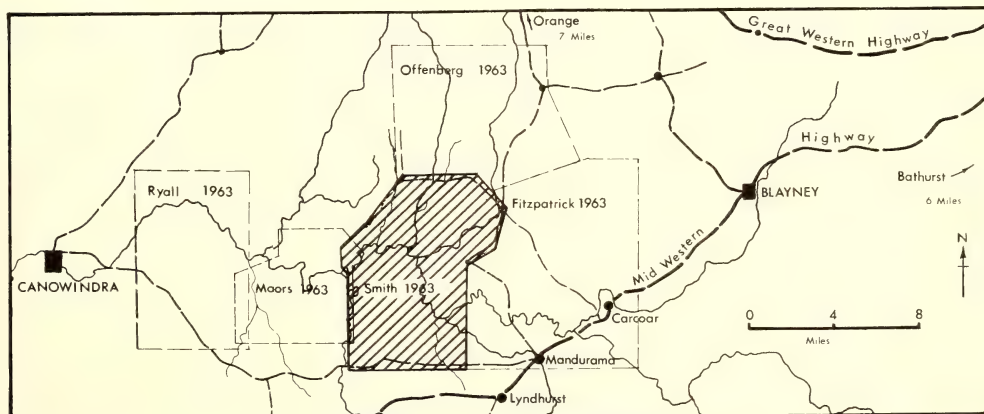 Orange
7 Miles
Great Western Highway
Offenberg 1963
Highway
Bathurst
6 Miles
Ryall 1963
BLAYNEY
Fitzpatrick 1963
N
Mid Western
CANOWINDRA
Maors 1963
Smith 1963
Carcoar
0 4 8
Miles
Mandurama
Lyndhurst